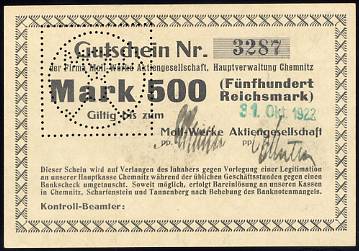 Gutschein Nr. 3287
der Firma Moll-Werke Aktiengesellschaft, Hauptverwaltung Chemnitz
Mark 500 (Fünfhundert Reichsmark)
Giltig bis zum 31. Okt. 1922
Moll-Werke Aktiengesellschaft
pp. pp.
Dieser Schein wird auf Verlangen des Inhabers gegen Vorlegung einer Legitimation
an unserer Hauptkasse Chemnitz während der üblichen Geschäftsstunden gegen einen
Bankscheck umgetauscht. Soweit möglich, erfolgt Bareinlösung an unseren Kassen
in Chemnitz, Scharfenstein und Tannenberg nach Behebung des Banknotenmangels.
Kontroll-Beamter: